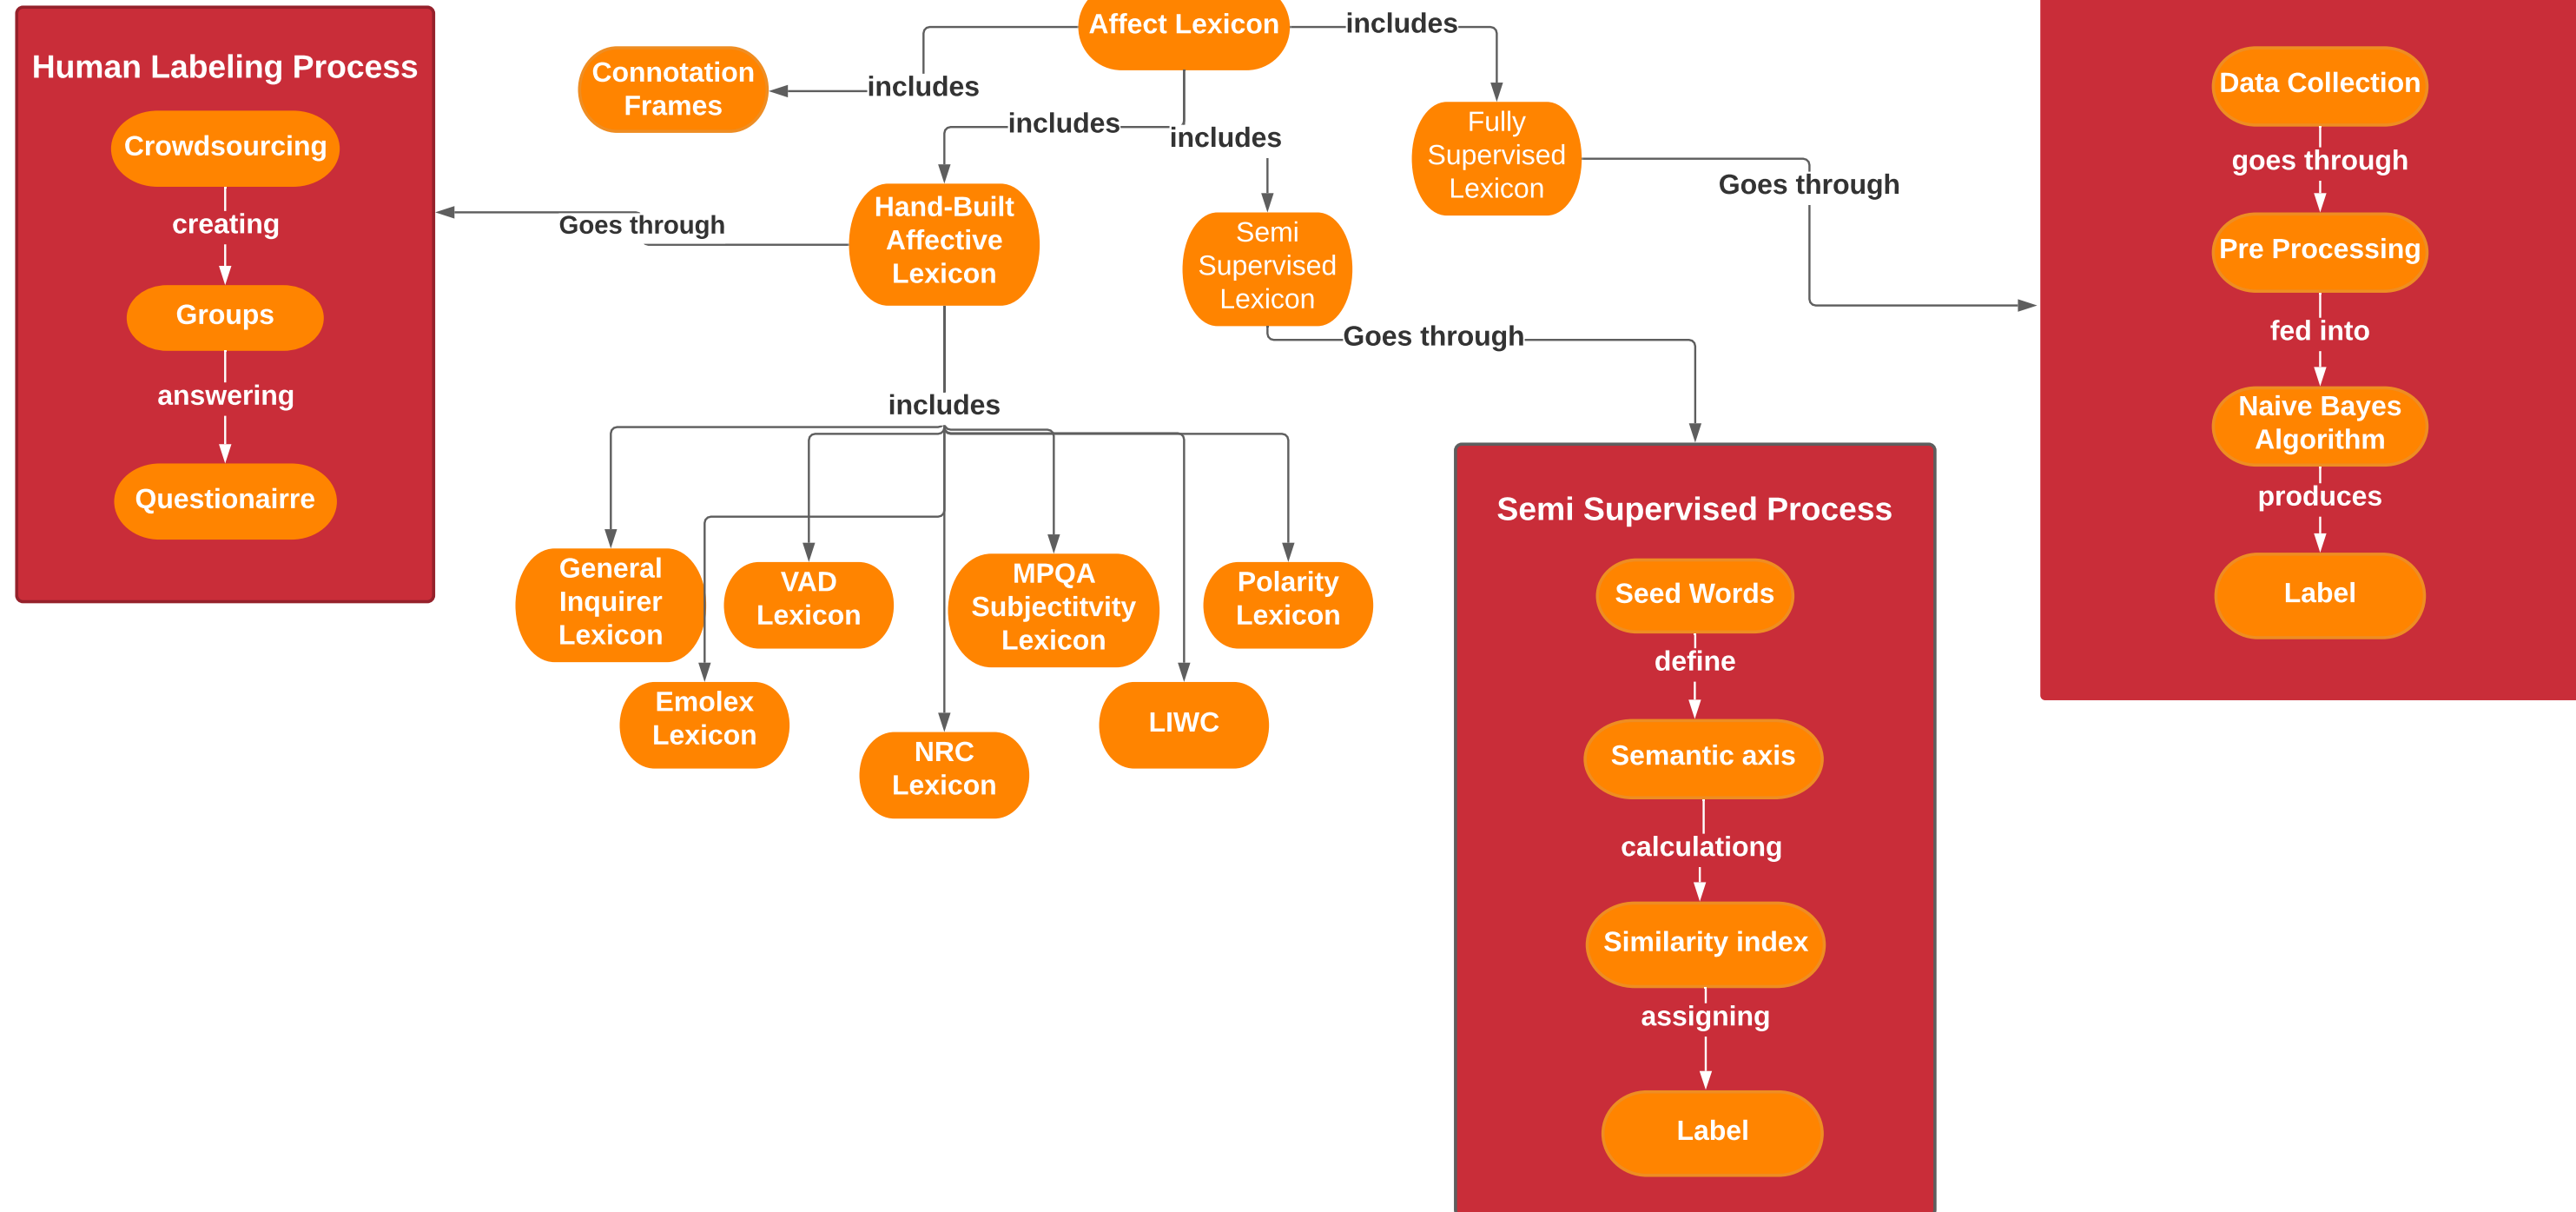 Affect Lexicon
includes
includes
includes
includes
Connotation
Frames
Human Labeling Process
Crowdsourcing
creating
Groups
answering
Questionairre
Goes through
Hand-Built
Affective
Lexicon
Semi
Supervised
Lexicon
Fully
Supervised
Lexicon
Goes through
Goes through
includes
General
Inquirer
Lexicon
VAD
Lexicon
MPQA
Subjectitvity
Lexicon
Polarity
Lexicon
Emolex
Lexicon
NRC
Lexicon
LIWC
Semi Supervised Process
Seed Words
define
Semantic axis
calculationg
Similarity index
assigning
Label
Data Collection
goes through
Pre Processing
fed into
Naive Bayes
Algorithm
produces
Label